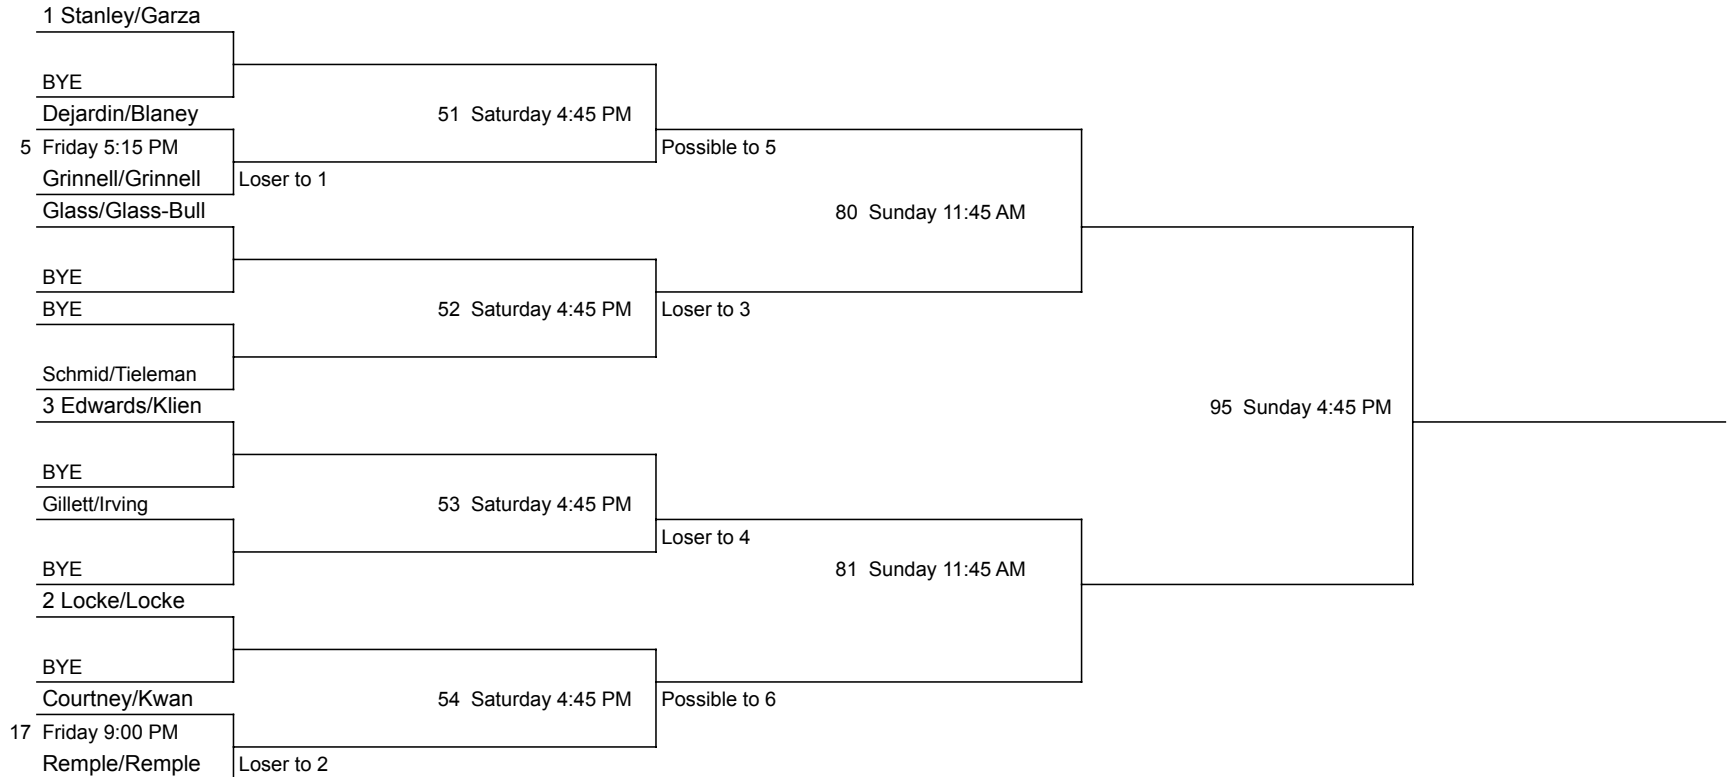 1 Stanley/Garza
BYE
Dejardin/Blaney
51 Saturday 4:45 PM
5 Friday 5:15 PM
Possible to 5
Grinnell/Grinnell
Loser to 1
Glass/Glass-Bull
80 Sunday 11:45 AM
BYE
BYE
52 Saturday 4:45 PM
Loser to 3
Schmid/Tieleman
3 Edwards/Klien
95 Sunday 4:45 PM
BYE
Gillett/Irving
53 Saturday 4:45 PM
Loser to 4
BYE
81 Sunday 11:45 AM
2 Locke/Locke
BYE
Courtney/Kwan
54 Saturday 4:45 PM
Possible to 6
17 Friday 9:00 PM
Remple/Remple
Loser to 2